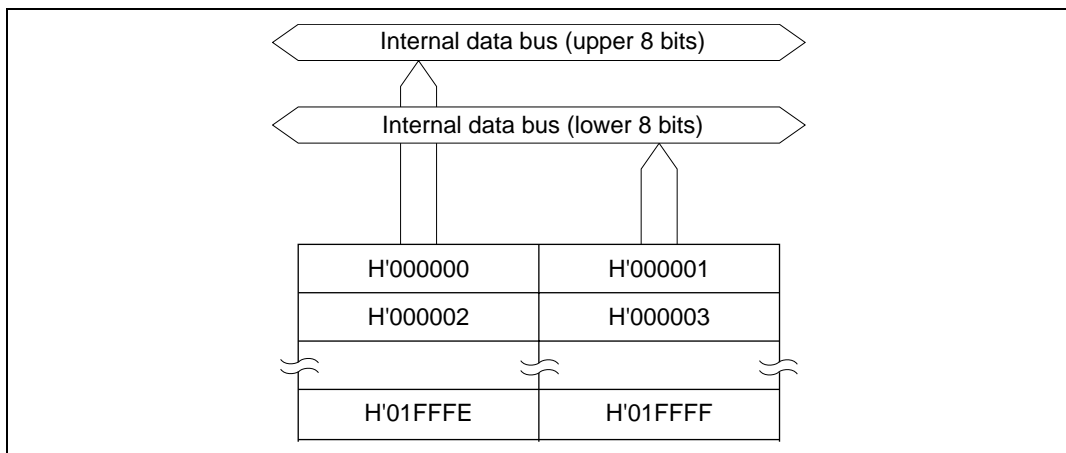 Internal data bus (upper 8 bits)
Internal data bus (lower 8 bits)
H'000000 H'000001
H'000002 H'000003
H'01FFFE H'01FFFF